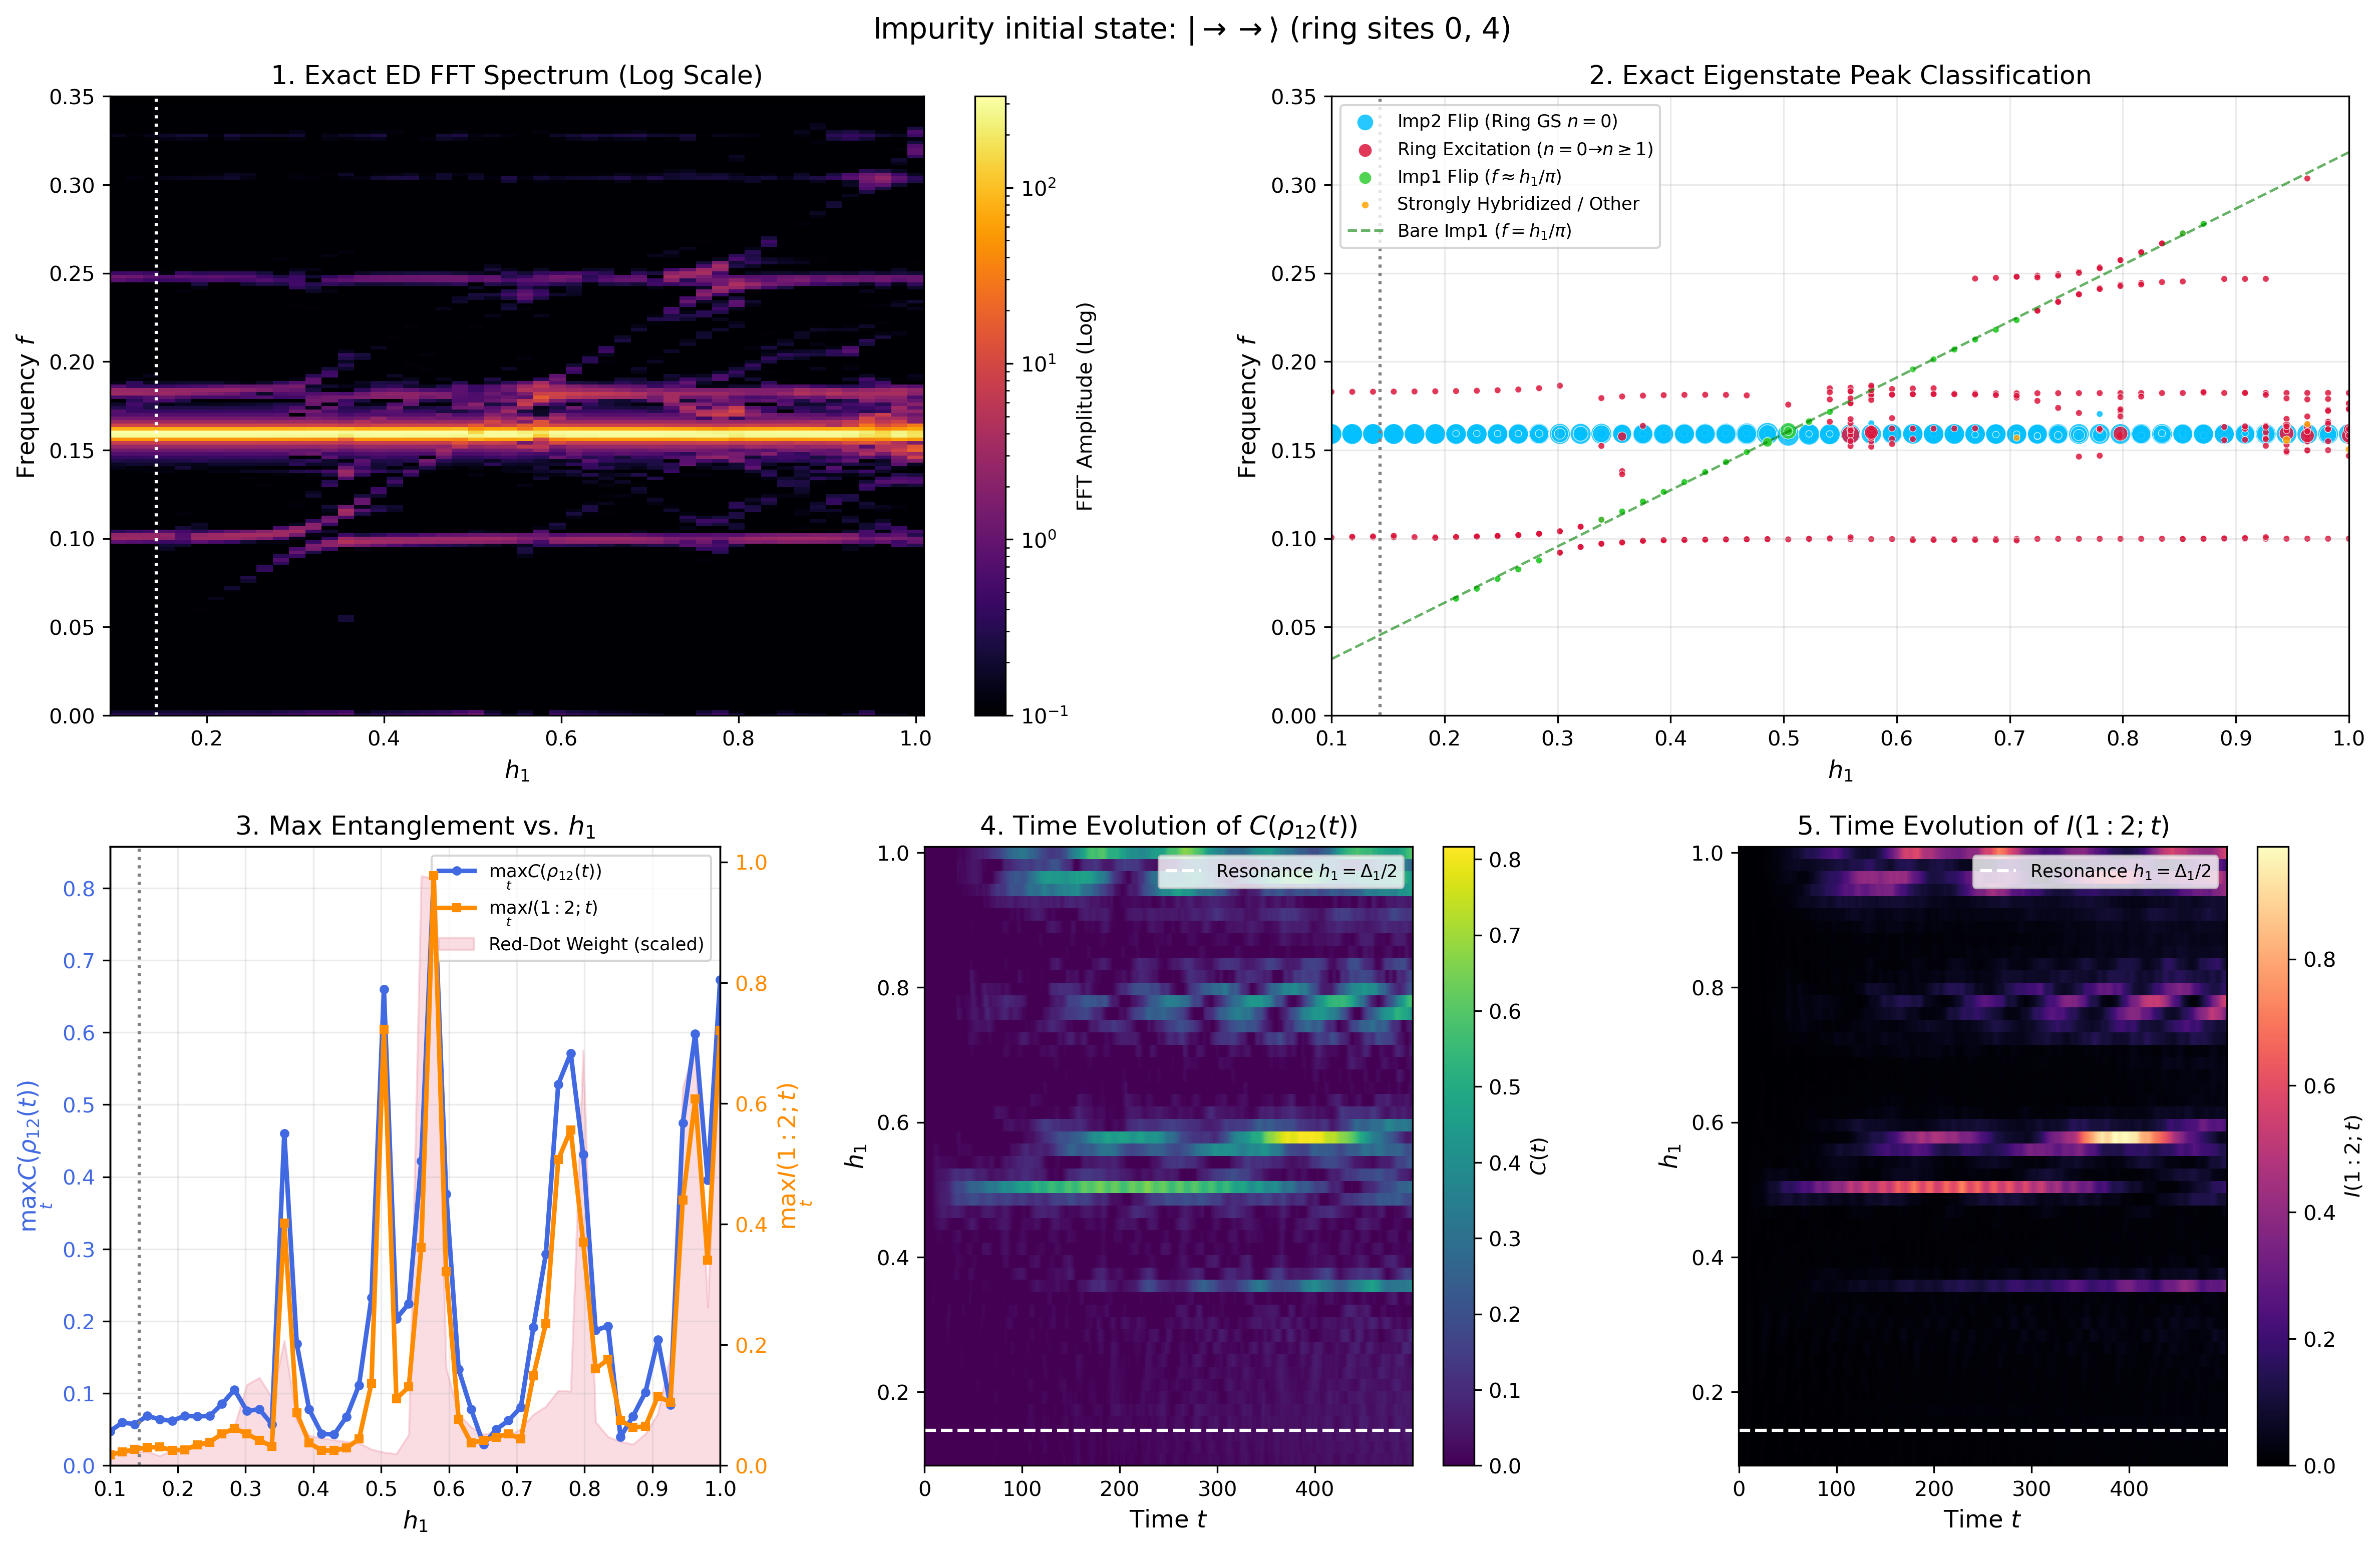 Impurity initial state: |→→⟩ (ring sites 0, 4)
1. Exact ED FFT Spectrum (Log Scale)
0.35
0.30
0.25
0.20
0.15
0.10
0.05
0.00
Frequency f
0.2
0.4
0.6
0.8
1.0
h₁
10²
10¹
10⁰
10⁻¹
FFT Amplitude (Log)
2. Exact Eigenstate Peak Classification
Imp2 Flip (Ring GS n = 0)
Ring Excitation (n = 0→n ≥ 1)
Imp1 Flip (f ≈ h₁/π)
Strongly Hybridized / Other
Bare Imp1 (f = h₁/π)
0.35
0.30
0.25
0.20
0.15
0.10
0.05
0.00
Frequency f
0.1
0.2
0.3
0.4
0.5
0.6
0.7
0.8
0.9
1.0
h₁
3. Max Entanglement vs. h₁
max C(ρ₁₂(t))
t
max I(1 : 2; t)
t
Red-Dot Weight (scaled)
0.8
0.7
0.6
0.5
0.4
0.3
0.2
0.1
0.0
max C(ρ₁₂(t))
t
1.0
0.8
0.6
0.4
0.2
0.0
max I(1 : 2; t)
t
0.1
0.2
0.3
0.4
0.5
0.6
0.7
0.8
0.9
1.0
h₁
4. Time Evolution of C(ρ₁₂(t))
Resonance h₁ = Δ₁/2
1.0
0.8
0.6
0.4
0.2
h₁
0
100
200
300
400
Time t
0.8
0.7
0.6
0.5
0.4
0.3
0.2
0.1
0.0
C(t)
5. Time Evolution of I(1 : 2; t)
Resonance h₁ = Δ₁/2
1.0
0.8
0.6
0.4
0.2
h₁
0
100
200
300
400
Time t
0.8
0.6
0.4
0.2
0.0
I(1 : 2; t)